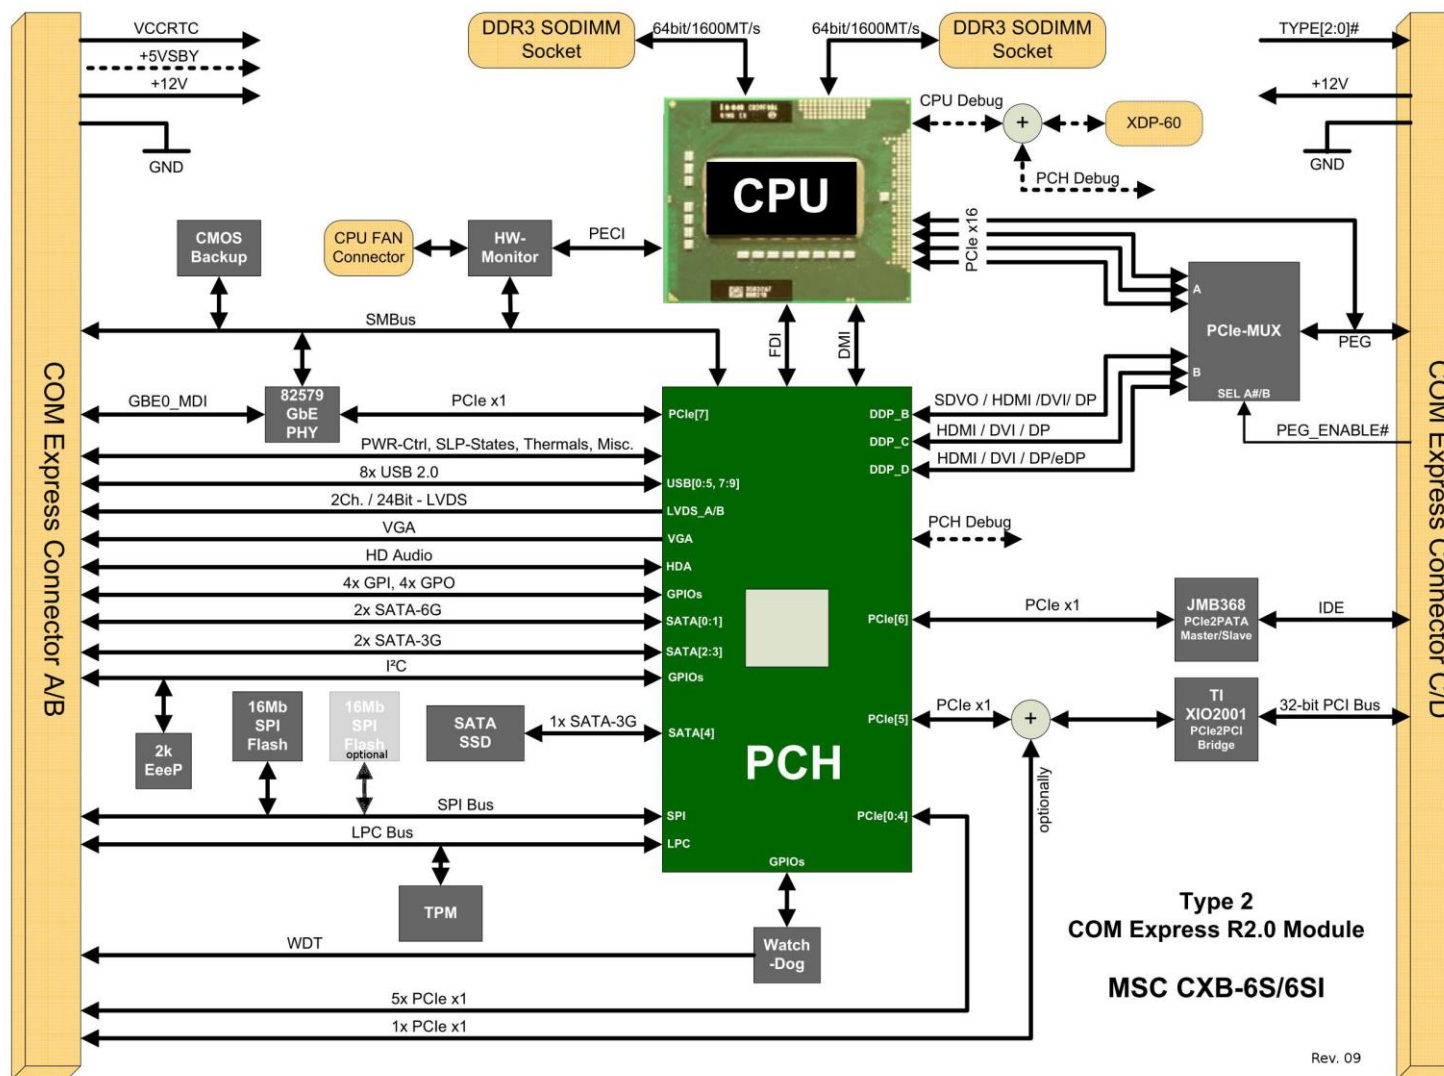 VCCRTC
+5VSBY
+12V
GND
DDR3 SODIMM
Socket
64bit/1600MT/s
64bit/1600MT/s
DDR3 SODIMM
Socket
TYPE[2:0]#
+12V
GND
CPU
CPU Debug
+
XDP-60
PCH Debug
PCIe x16
CMOS
Backup
CPU FAN
Connector
HW-
Monitor
PECI
SMBus
FDI
DMI
A
PCIe-MUX
B
SEL A#/B
PEG
PEG_ENABLE#
COM Express Connector A/B
COM Express Connector C/D
GBE0_MDI
82579
GbE
PHY
PCIe x1
PCIe[7]
DDP_B
SDVO / HDMI /DVI/ DP
DDP_C
HDMI / DVI / DP
DDP_D
HDMI / DVI / DP/eDP
PWR-Ctrl, SLP-States, Thermals, Misc.
8x USB 2.0
USB[0:5, 7:9]
2Ch. / 24Bit - LVDS
LVDS_A/B
VGA
VGA
PCH Debug
HD Audio
HDA
4x GPI, 4x GPO
GPIOs
2x SATA-6G
SATA[0:1]
PCIe[6]
PCIe x1
JMB368
PCIe2PATA
Master/Slave
IDE
2x SATA-3G
SATA[2:3]
I²C
GPIOs
2k
EeeP
16Mb
SPI
Flash
16Mb
SPI
Flash
optional
SATA
SSD
1x SATA-3G
SATA[4]
PCH
PCIe[5]
PCIe x1
+
TI
XIO2001
PCIe2PCI
Bridge
32-bit PCI Bus
optionally
SPI Bus
SPI
PCIe[0:4]
LPC Bus
LPC
GPIOs
TPM
WDT
Watch
-Dog
5x PCIe x1
1x PCIe x1
Type 2
COM Express R2.0 Module
MSC CXB-6S/6SI
Rev. 09